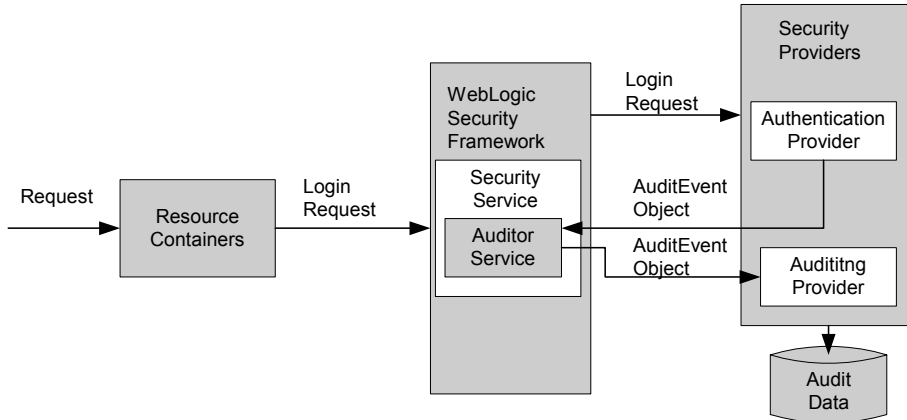 Request
Resource
Containers
Login
Request
WebLogic
Security
Framework
Security
Service
Auditor
Service
Login
Request
AuditEvent
Object
AuditEvent
Object
Security
Providers
Authentication
Provider
Audititng
Provider
Audit
Data